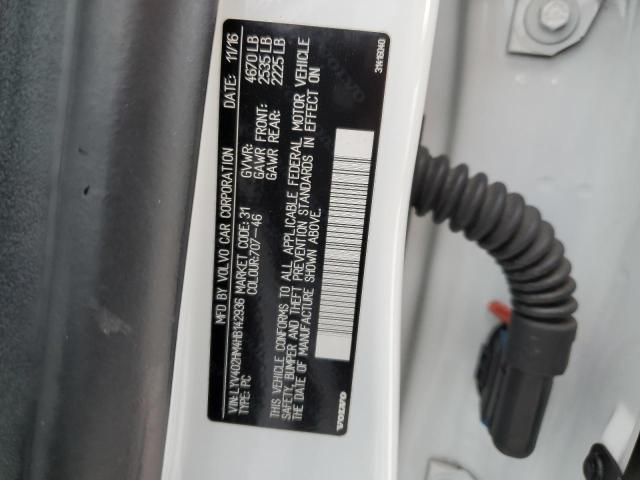 MFD BY VOLVO CAR CORPORATION DATE: 11/16
VIN: LYV402HM4HB142936 MARKET CODE: 31
TYPE: PC COLOUR: 707-46
GVWR: 4670 LB
GAWR FRONT: 2535 LB
GAWR REAR: 2225 LB
THIS VEHICLE CONFORMS TO ALL APPLICABLE FEDERAL MOTOR VEHICLE
SAFETY, BUMPER AND THEFT PREVENTION STANDARDS IN EFFECT ON
THE DATE OF MANUFACTURE SHOWN ABOVE.
VOLVO 31416040